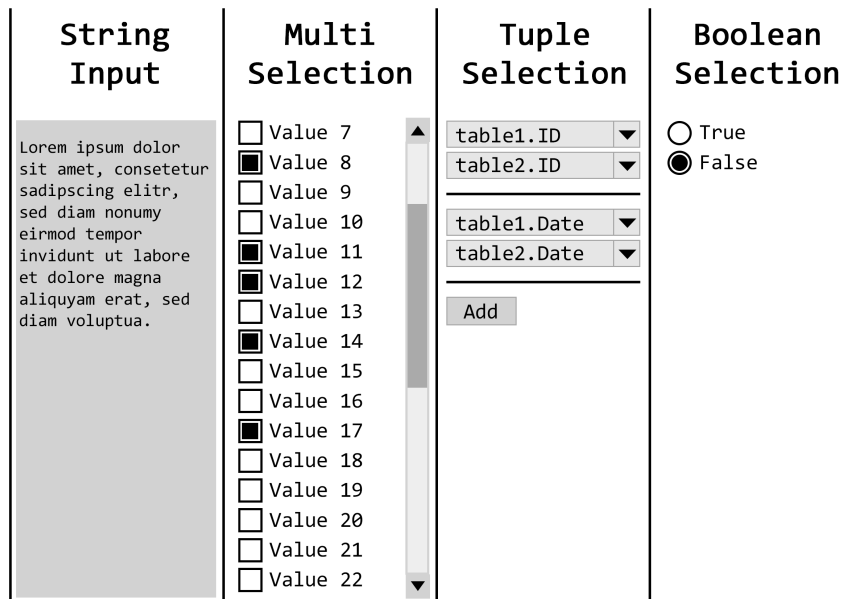 String
Input
Lorem ipsum dolor
sit amet, consetetur
sadipscing elitr,
sed diam nonumy
eirmod tempor
invidunt ut labore
et dolore magna
aliquyam erat, sed
diam voluptua.
Multi
Selection
Value 7
Value 8
Value 9
Value 10
Value 11
Value 12
Value 13
Value 14
Value 15
Value 16
Value 17
Value 18
Value 19
Value 20
Value 21
Value 22
Tuple
Selection
table1.ID
table2.ID
table1.Date
table2.Date
Add
Boolean
Selection
True
False